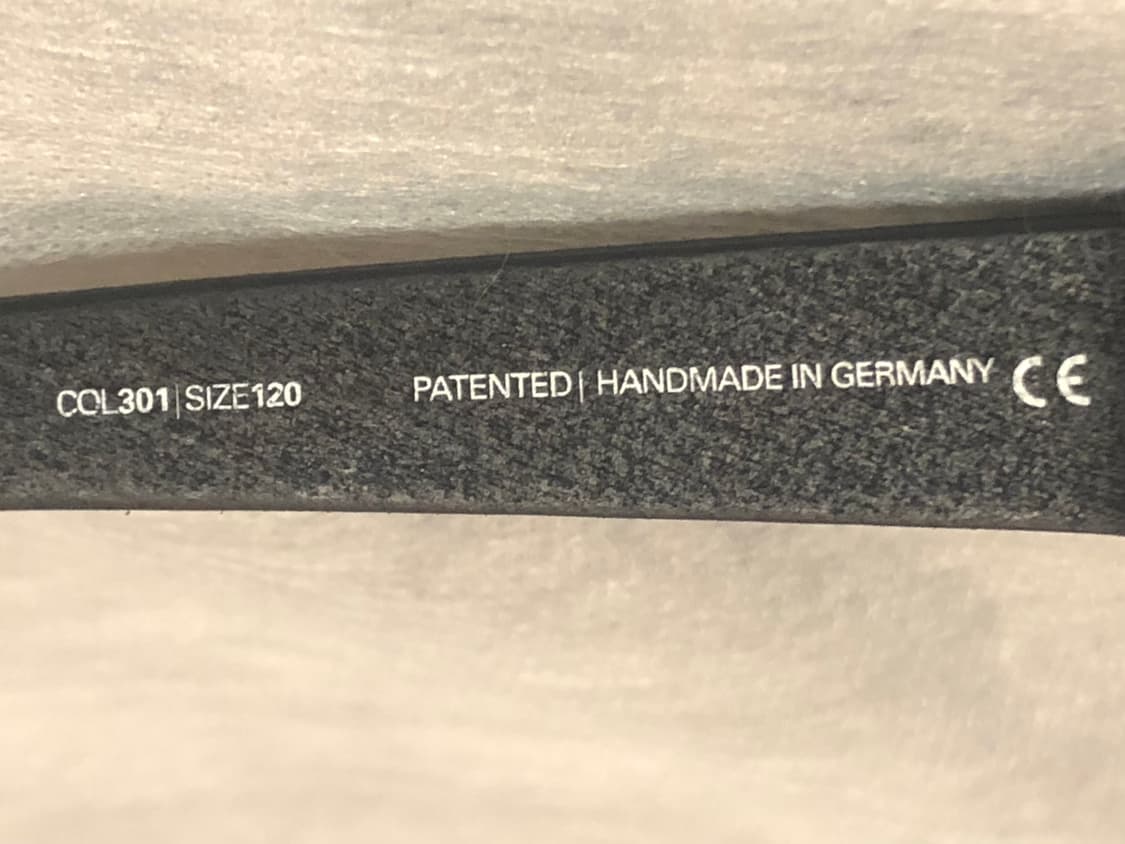 COL301|SIZE120 PATENTED| HANDMADE IN GERMANY CE